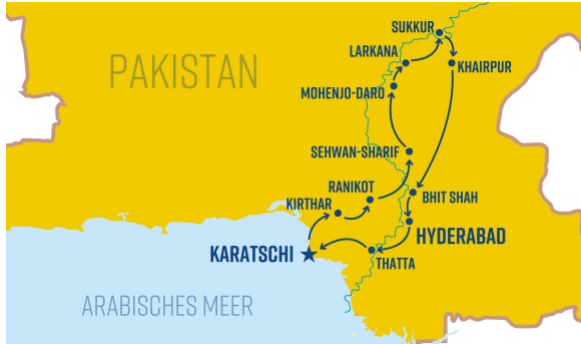 SUKKUR
LARKANA
KHAIRPUR
PAKISTAN
MOHENJO-DARO
SEHWAN-SHARIF
RANIKOT
BHIT SHAH
KIRTHAR
HYDERABAD
KARATSCHI
THATTA
ARABISCHES MEER